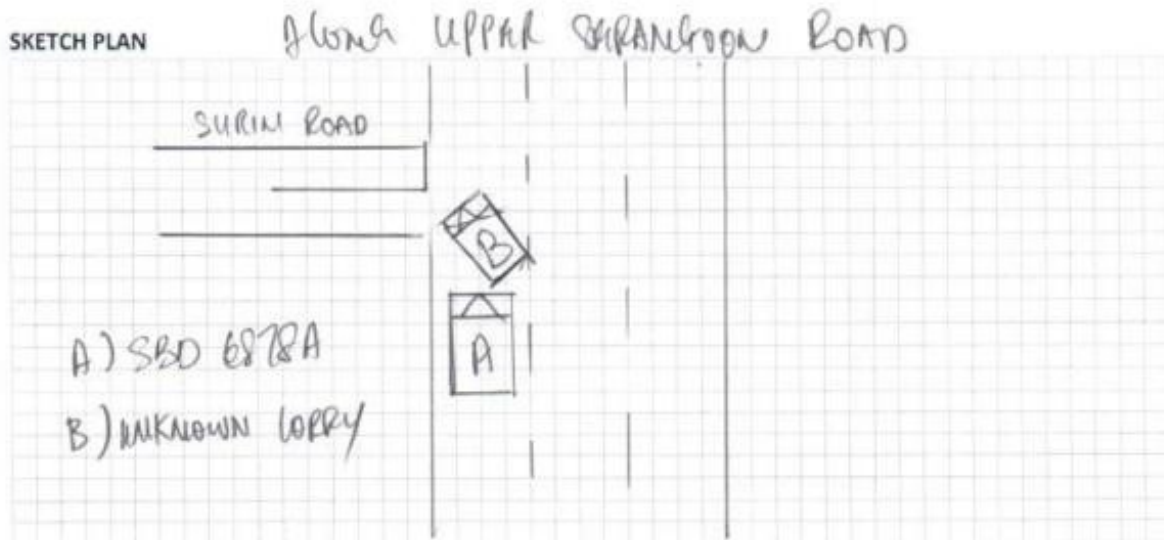 SKETCH PLAN
Along UPPER SERANGOON ROAD
SURIN ROAD
B
A
A) SBD 6878A
B) UNKNOWN LORRY